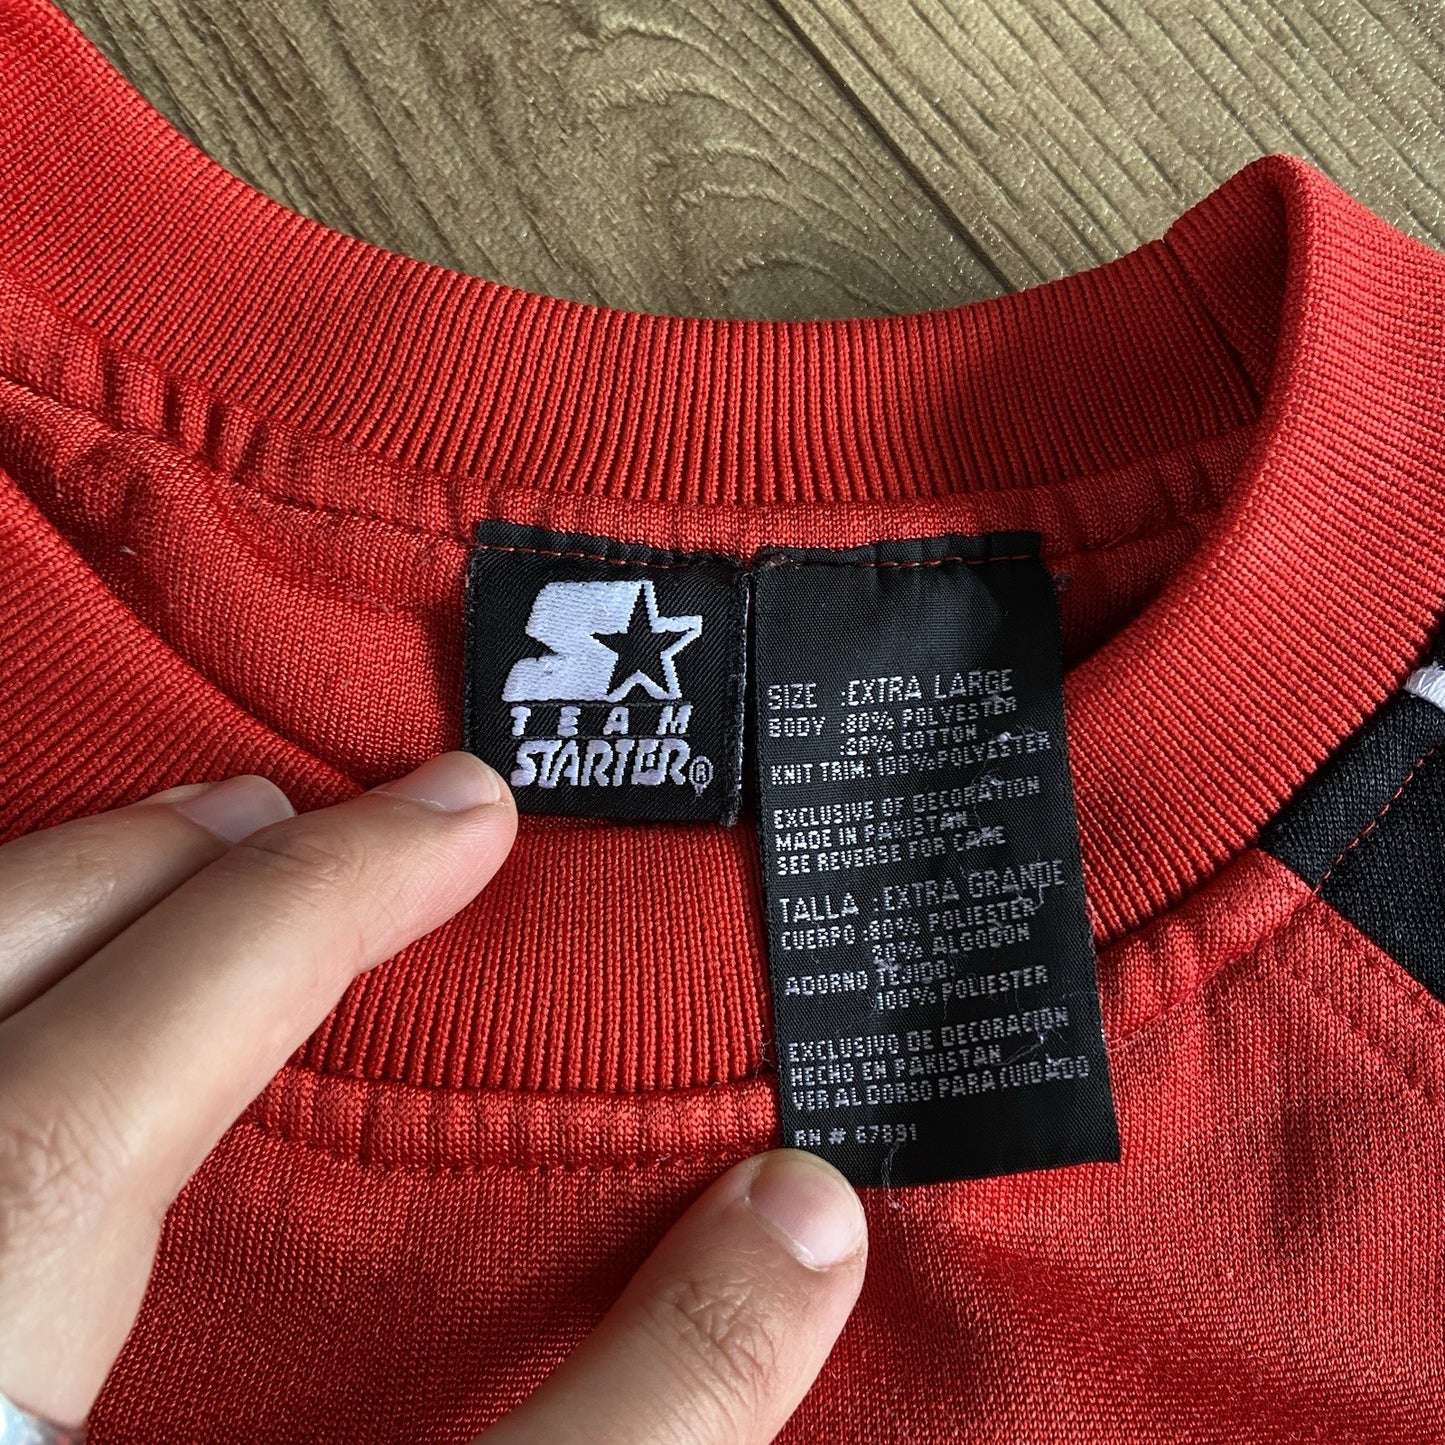 TEAM
STARTER®
SIZE :EXTRA LARGE
BODY :80% POLYESTER
20% COTTON
KNIT TRIM: 100% POLYESTER
EXCLUSIVE OF DECORATION
MADE IN PAKISTAN
SEE REVERSE FOR CARE
TALLA :EXTRA GRANDE
CUERPO :80% POLIESTER
20% ALGODON
ADORNO TEJIDO:
100% POLIESTER
EXCLUSIVO DE DECORACION
HECHO EN PAKISTAN
VER AL DORSO PARA CUIDADO
RN # 67891